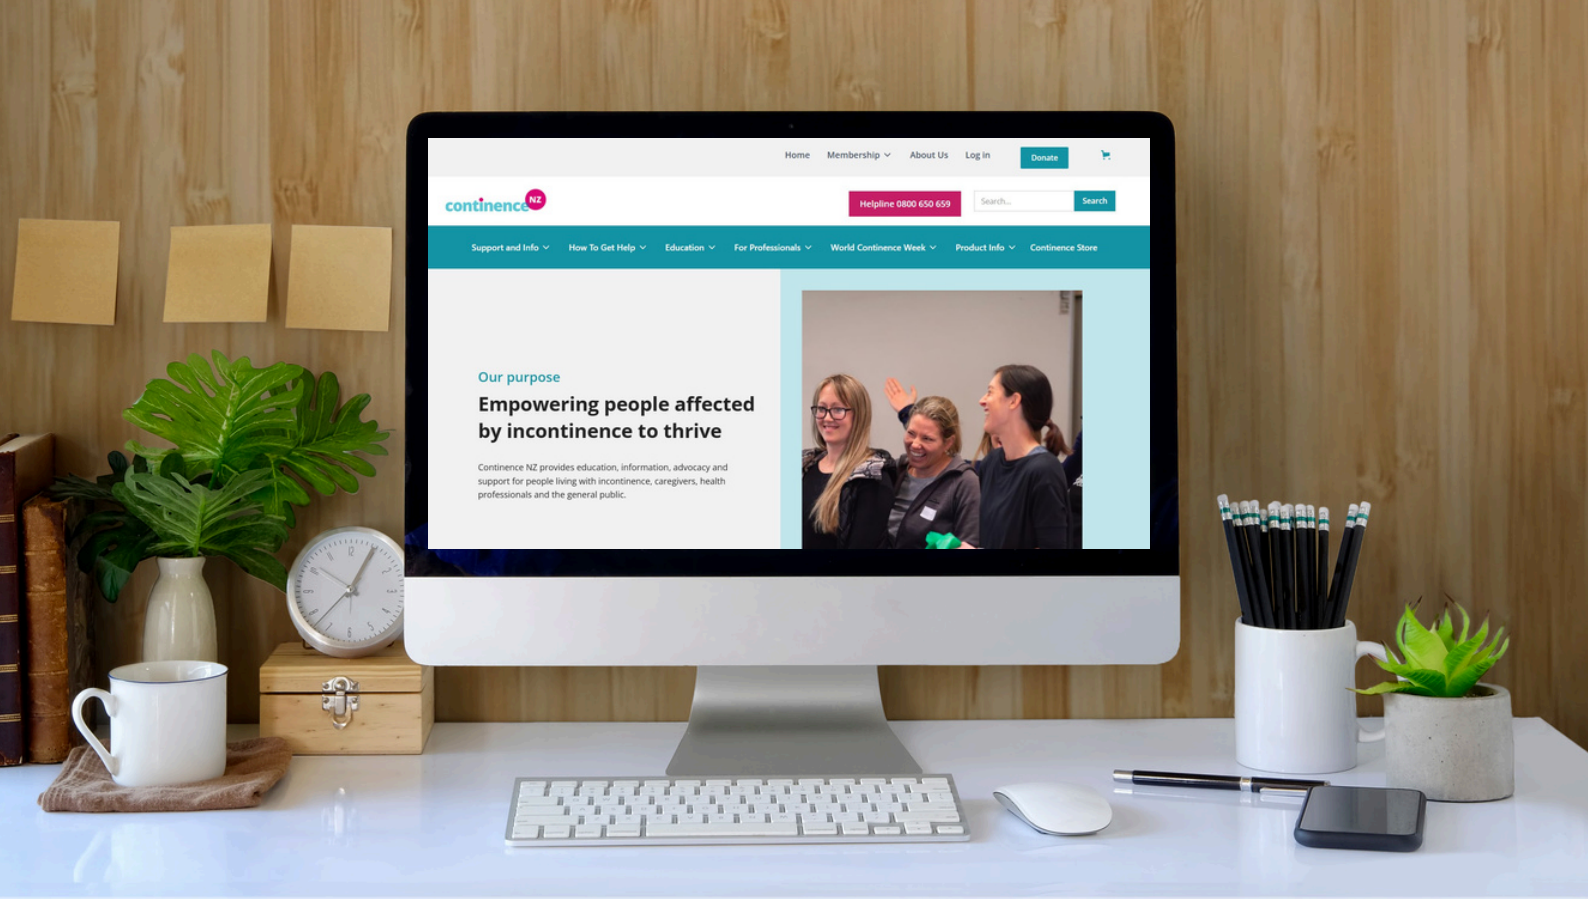 Home Membership About Us Log in Donate
continence NZ
Helpline 0800 650 659 Search... Search
Support and Info How To Get Help Education For Professionals World Continence Week Product Info Continence Store
Our purpose
Empowering people affected
by incontinence to thrive
Continence NZ provides education, information, advocacy and
support for people living with incontinence, caregivers, health
professionals and the general public.